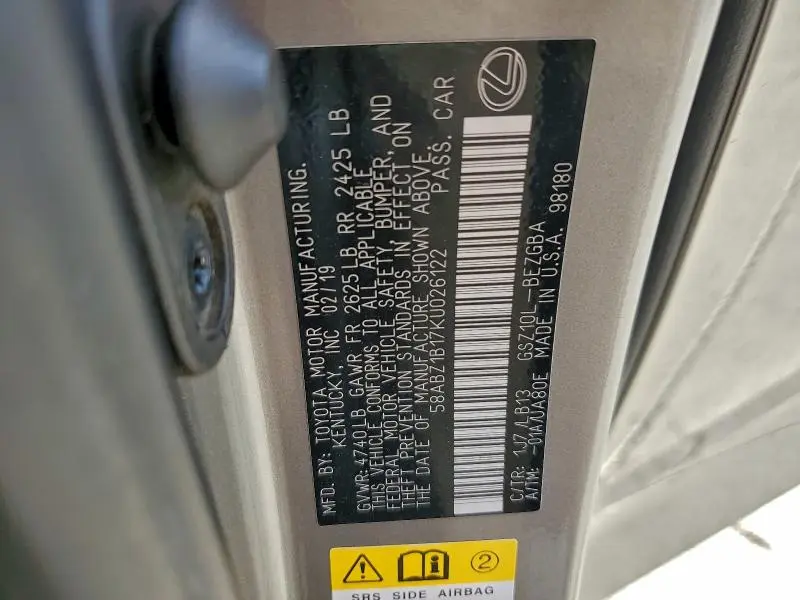 MFD. BY: TOYOTA MOTOR MANUFACTURING.
KENTUCKY, INC 02/19
GVWR: 4740LB GAWR FR 2625LB RR 2425 LB
THIS VEHICLE CONFORMS TO ALL APPLICABLE
FEDERAL MOTOR VEHICLE SAFETY, BUMPER, AND
THEFT PREVENTION STANDARDS IN EFFECT ON
THE DATE OF MANUFACTURE SHOWN ABOVE.
58ABZ1B17KU026122 PASS. CAR
C/TR: 1J7 /LB13 GSZ10L-BEZGBA
A/TM: -01A/UA80E MADE IN U.S.A. 98180
2
SRS SIDE AIRBAG